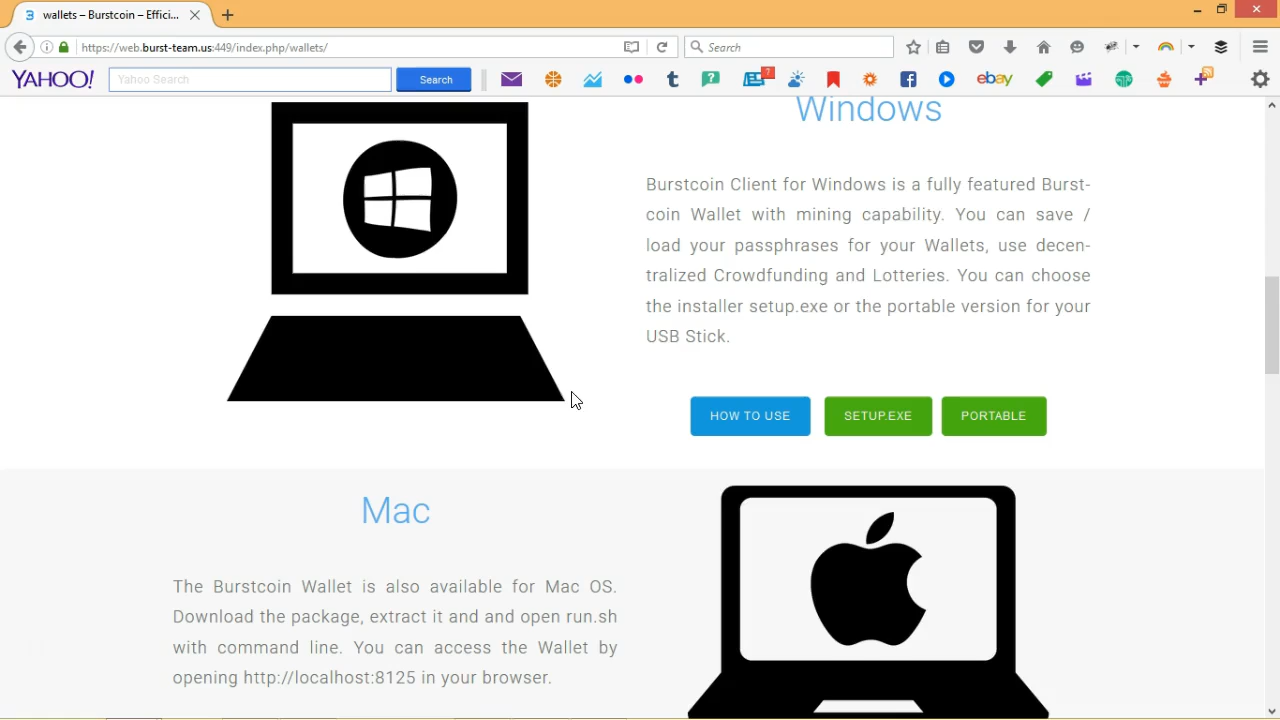 wallets – Burstcoin – Effici...
https://web.burst-team.us:449/index.php/wallets/
Search
YAHOO!
Yahoo Search
Search
7
ebay
Windows
Burstcoin Client for Windows is a fully featured Burst-
coin Wallet with mining capability. You can save /
load your passphrases for your Wallets, use decen-
tralized Crowdfunding and Lotteries. You can choose
the installer setup.exe or the portable version for your
USB Stick.
HOW TO USE
SETUP.EXE
PORTABLE
Mac
The Burstcoin Wallet is also available for Mac OS.
Download the package, extract it and and open run.sh
with command line. You can access the Wallet by
opening http://localhost:8125 in your browser.